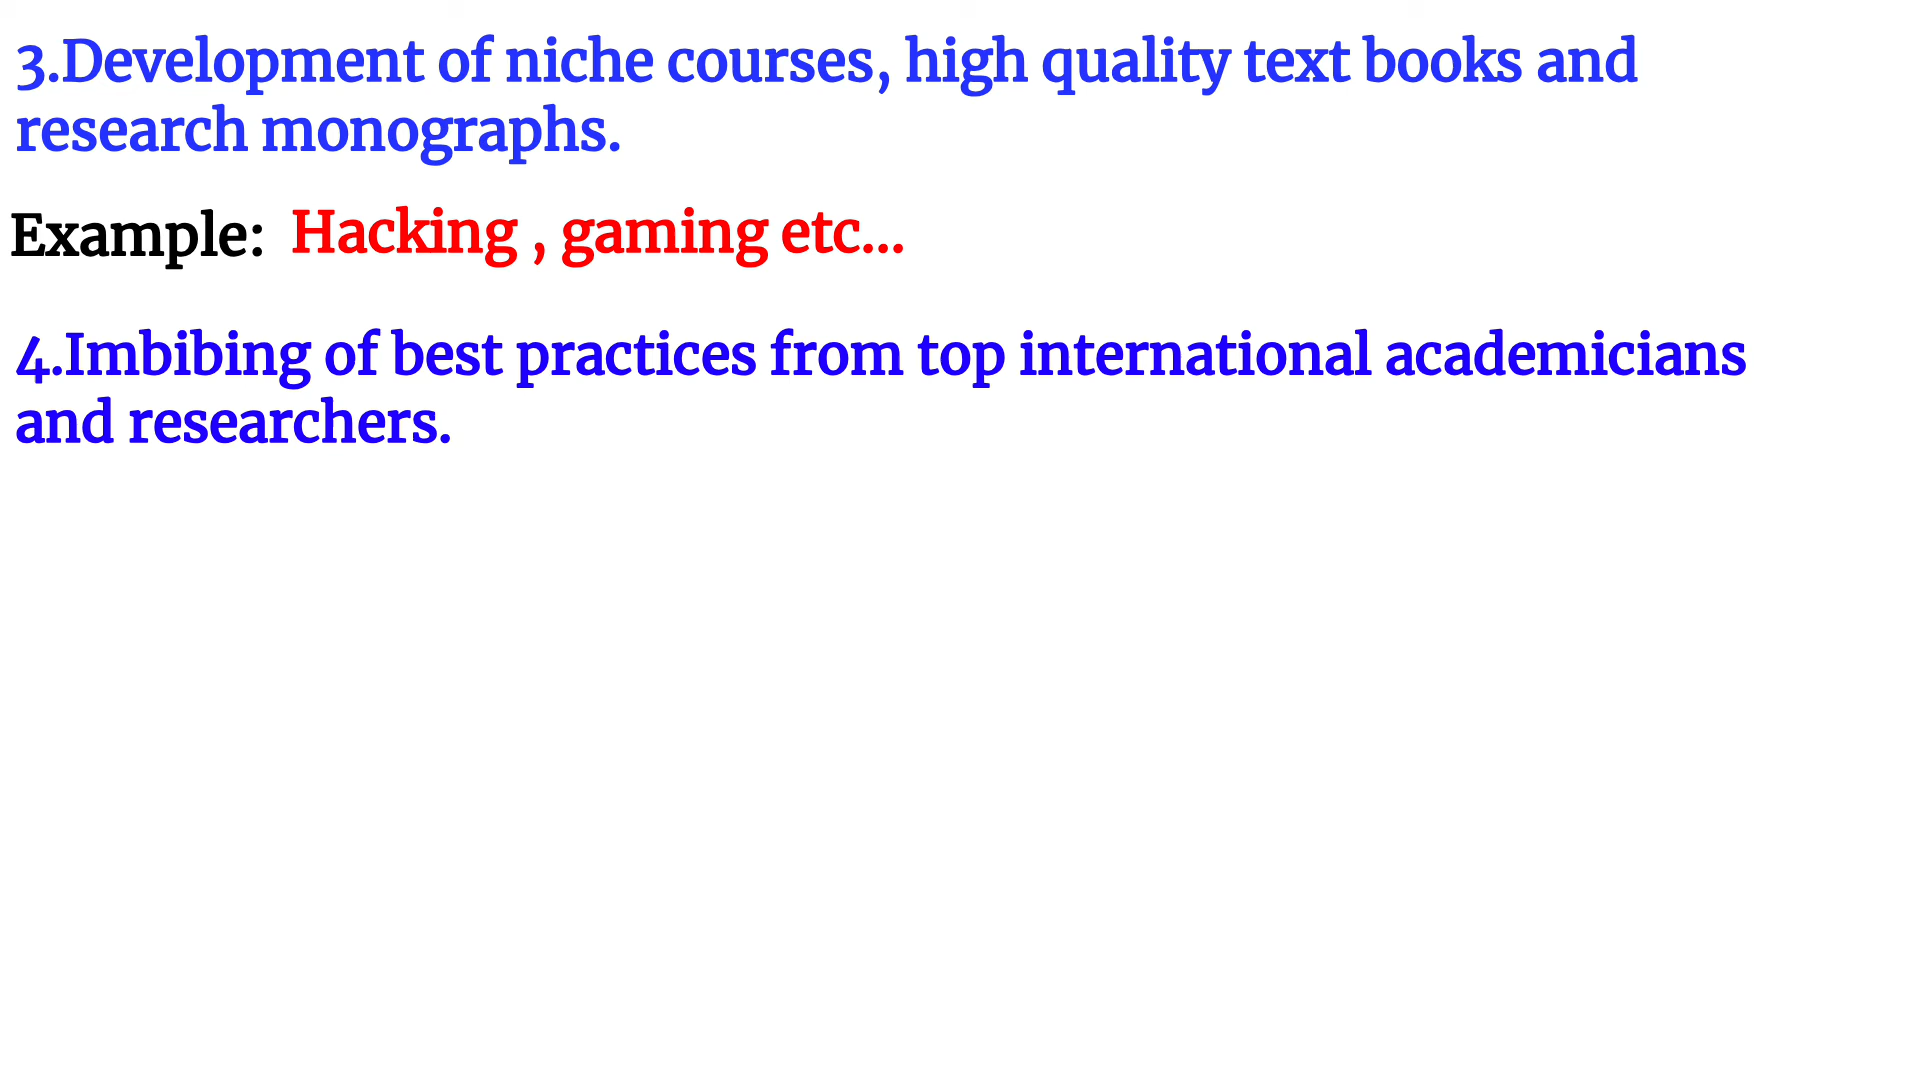 3.Development of niche courses, high quality text books and
research monographs.
Example: Hacking , gaming etc...
4.Imbibing of best practices from top international academicians
and researchers.